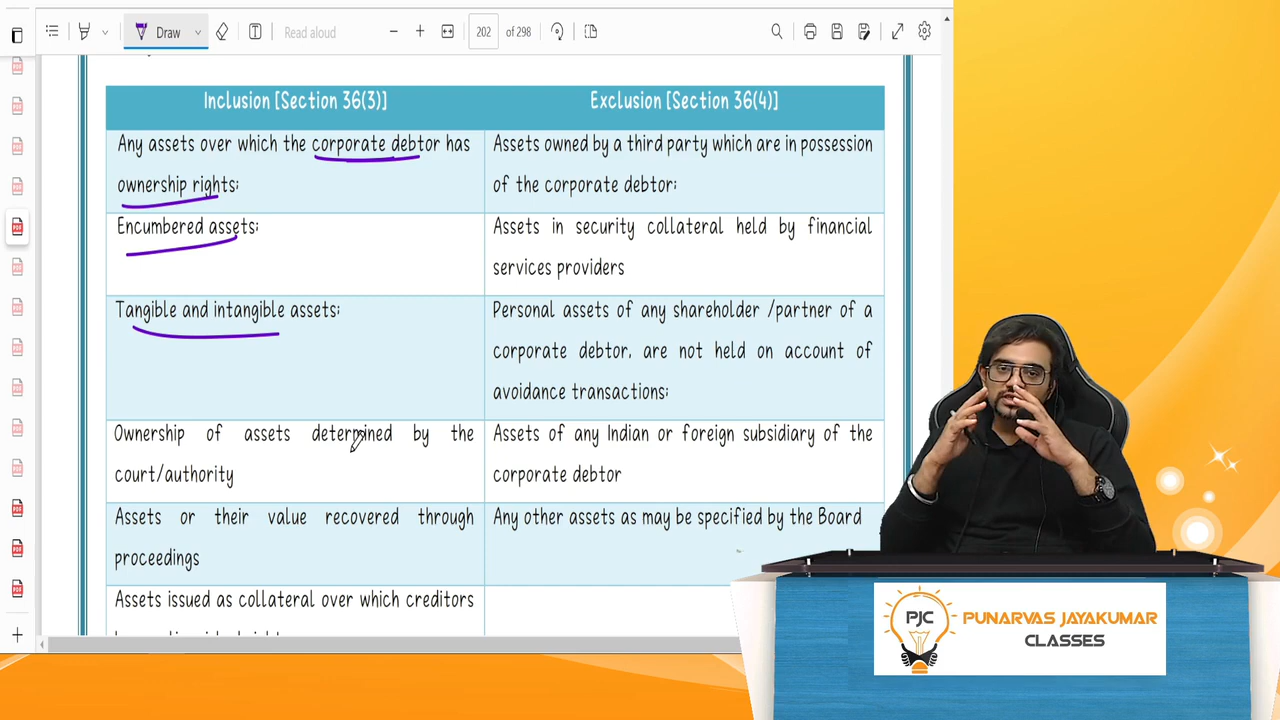 Draw
Read aloud
202
of 298
Inclusion [Section 36(3)]
Exclusion [Section 36(4)]
Any assets over which the corporate debtor has
ownership rights;
Assets owned by a third party which are in possession
of the corporate debtor;
Encumbered assets;
Assets in security collateral held by financial
services providers
Tangible and intangible assets;
Personal assets of any shareholder /partner of a
corporate debtor. are not held on account of
avoidance transactions;
Ownership of assets determined by the
court/authority
Assets of any Indian or foreign subsidiary of the
corporate debtor
Assets or their value recovered through
proceedings
Any other assets as may be specified by the Board
Assets issued as collateral over which creditors
PJC
PUNARVAS JAYAKUMAR
CLASSES